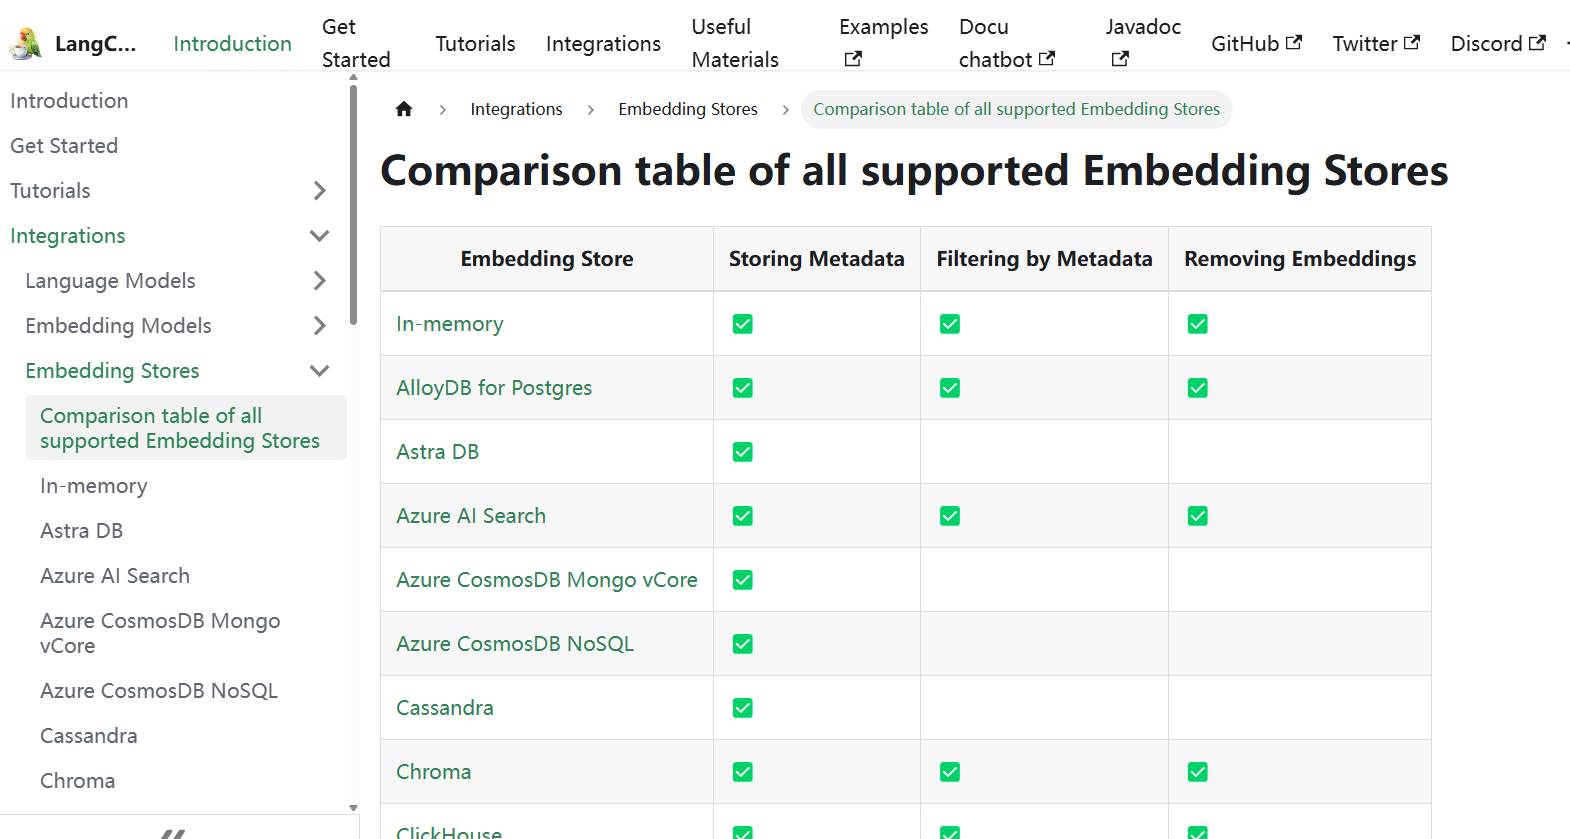 LangC...
Introduction
Get Started
Tutorials
Integrations
Useful Materials
Examples
Docu chatbot
Javadoc
GitHub
Twitter
Discord
Introduction
Get Started
Tutorials
Integrations
Language Models
Embedding Models
Embedding Stores
Comparison table of all
supported Embedding Stores
In-memory
Astra DB
Azure AI Search
Azure CosmosDB Mongo
vCore
Azure CosmosDB NoSQL
Cassandra
Chroma
Integrations > Embedding Stores > Comparison table of all supported Embedding Stores
Comparison table of all supported Embedding Stores
Embedding Store Storing Metadata Filtering by Metadata Removing Embeddings
In-memory ✅ ✅ ✅
AlloyDB for Postgres ✅ ✅ ✅
Astra DB ✅
Azure AI Search ✅ ✅ ✅
Azure CosmosDB Mongo vCore ✅
Azure CosmosDB NoSQL ✅
Cassandra ✅
Chroma ✅ ✅ ✅
ClickHouse ✅ ✅ ✅